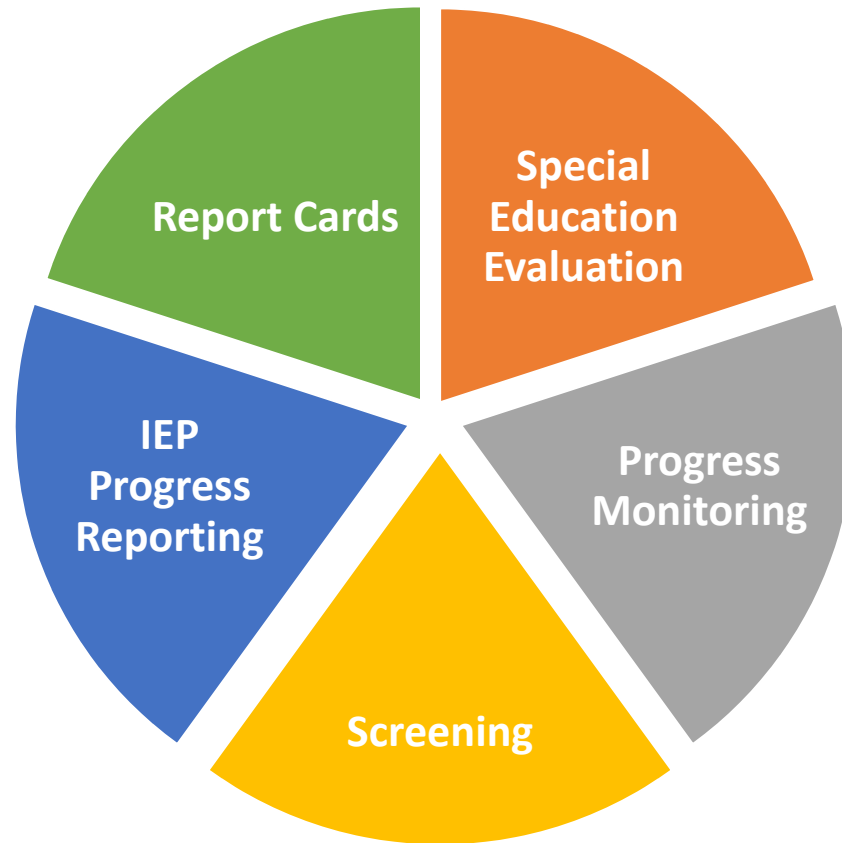 Report Cards
Special
Education
Evaluation
IEP
Progress
Reporting
Progress
Monitoring
Screening